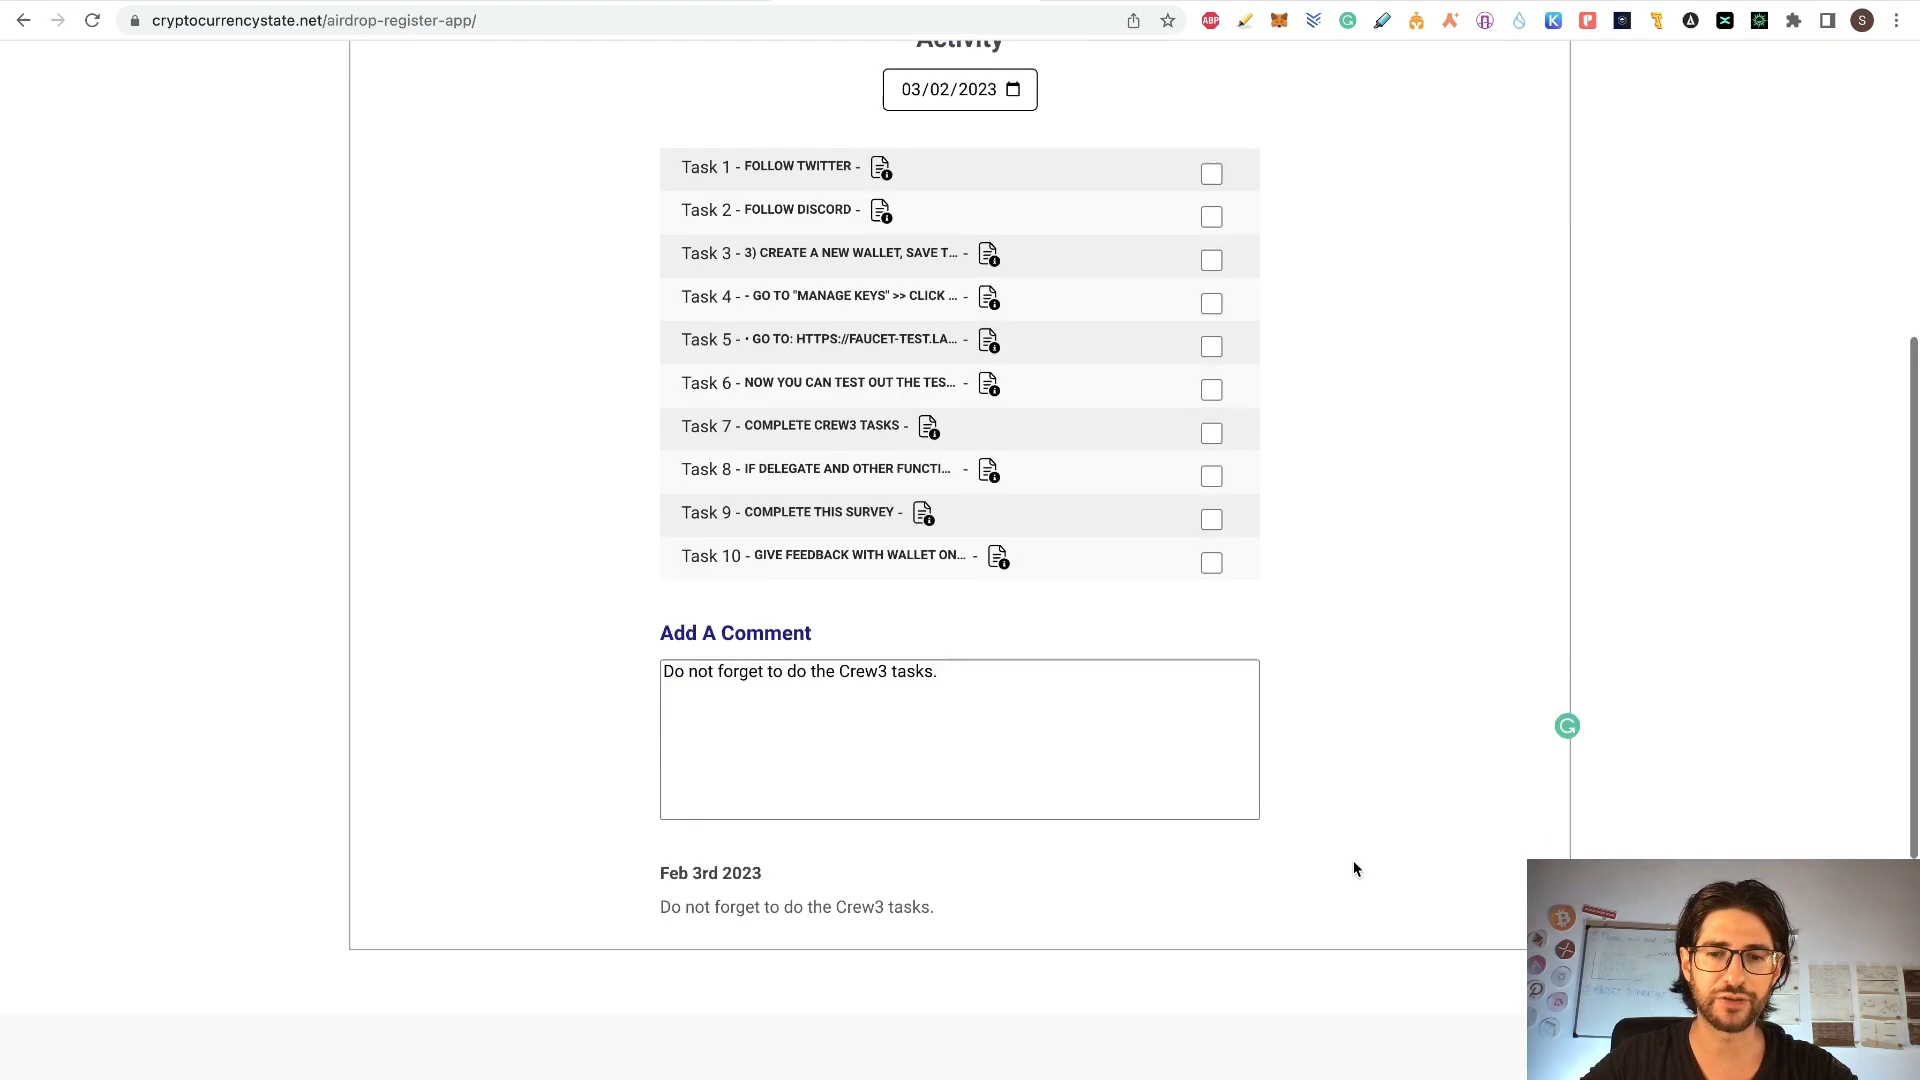 cryptocurrencystate.net/airdrop-register-app/
ABP
K
S
Activity
03/02/2023
Task 1 - FOLLOW TWITTER -
Task 2 - FOLLOW DISCORD -
Task 3 - 3) CREATE A NEW WALLET, SAVE T... -
Task 4 - - GO TO "MANAGE KEYS" >> CLICK ... -
Task 5 - • GO TO: HTTPS://FAUCET-TEST.LA... -
Task 6 - NOW YOU CAN TEST OUT THE TES... -
Task 7 - COMPLETE CREW3 TASKS -
Task 8 - IF DELEGATE AND OTHER FUNCTI... -
Task 9 - COMPLETE THIS SURVEY -
Task 10 - GIVE FEEDBACK WITH WALLET ON... -
Add A Comment
Do not forget to do the Crew3 tasks.
Feb 3rd 2023
Do not forget to do the Crew3 tasks.